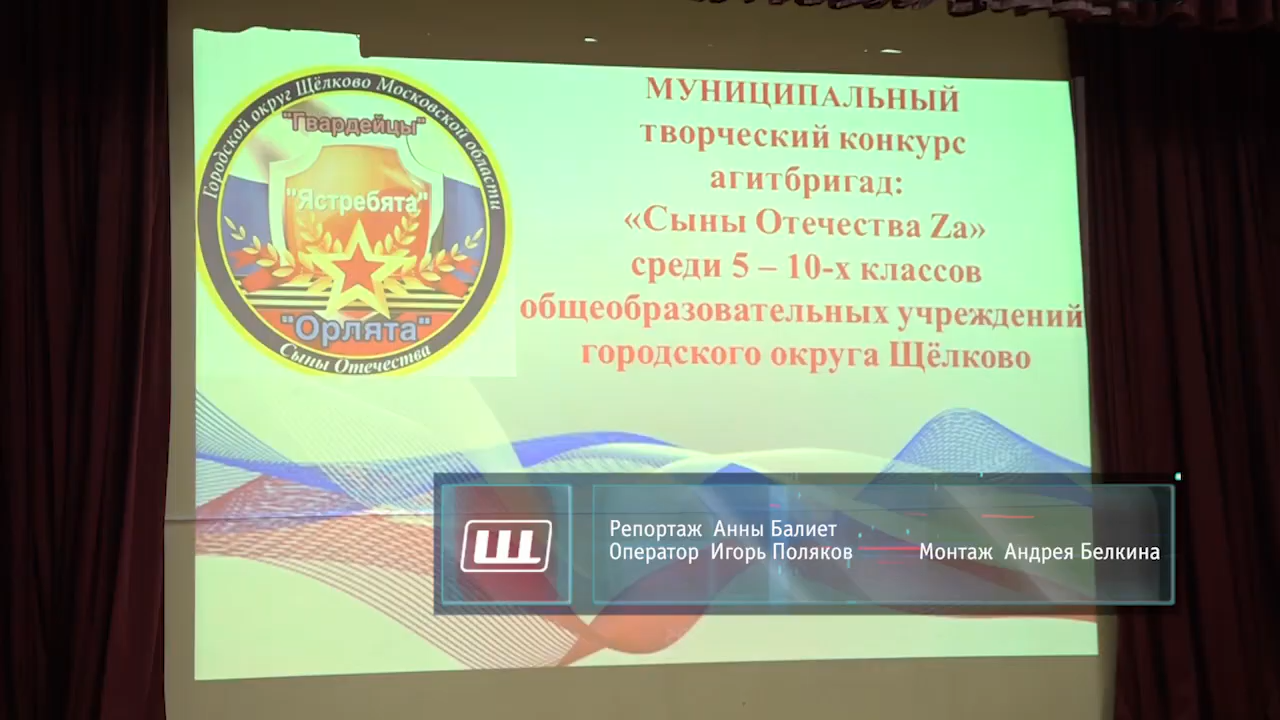 Городской округ Щёлково Московской области
"Гвардейцы"
"Ястребята"
"Орлята"
Сыны Отечества
МУНИЦИПАЛЬНЫЙ
творческий конкурс
агитбригад:
«Сыны Отечества Zа»
среди 5 – 10-х классов
общеобразовательных учреждений
городского округа Щёлково
Ш
Репортаж Анны Балиет
Оператор Игорь Поляков
Монтаж Андрея Белкина